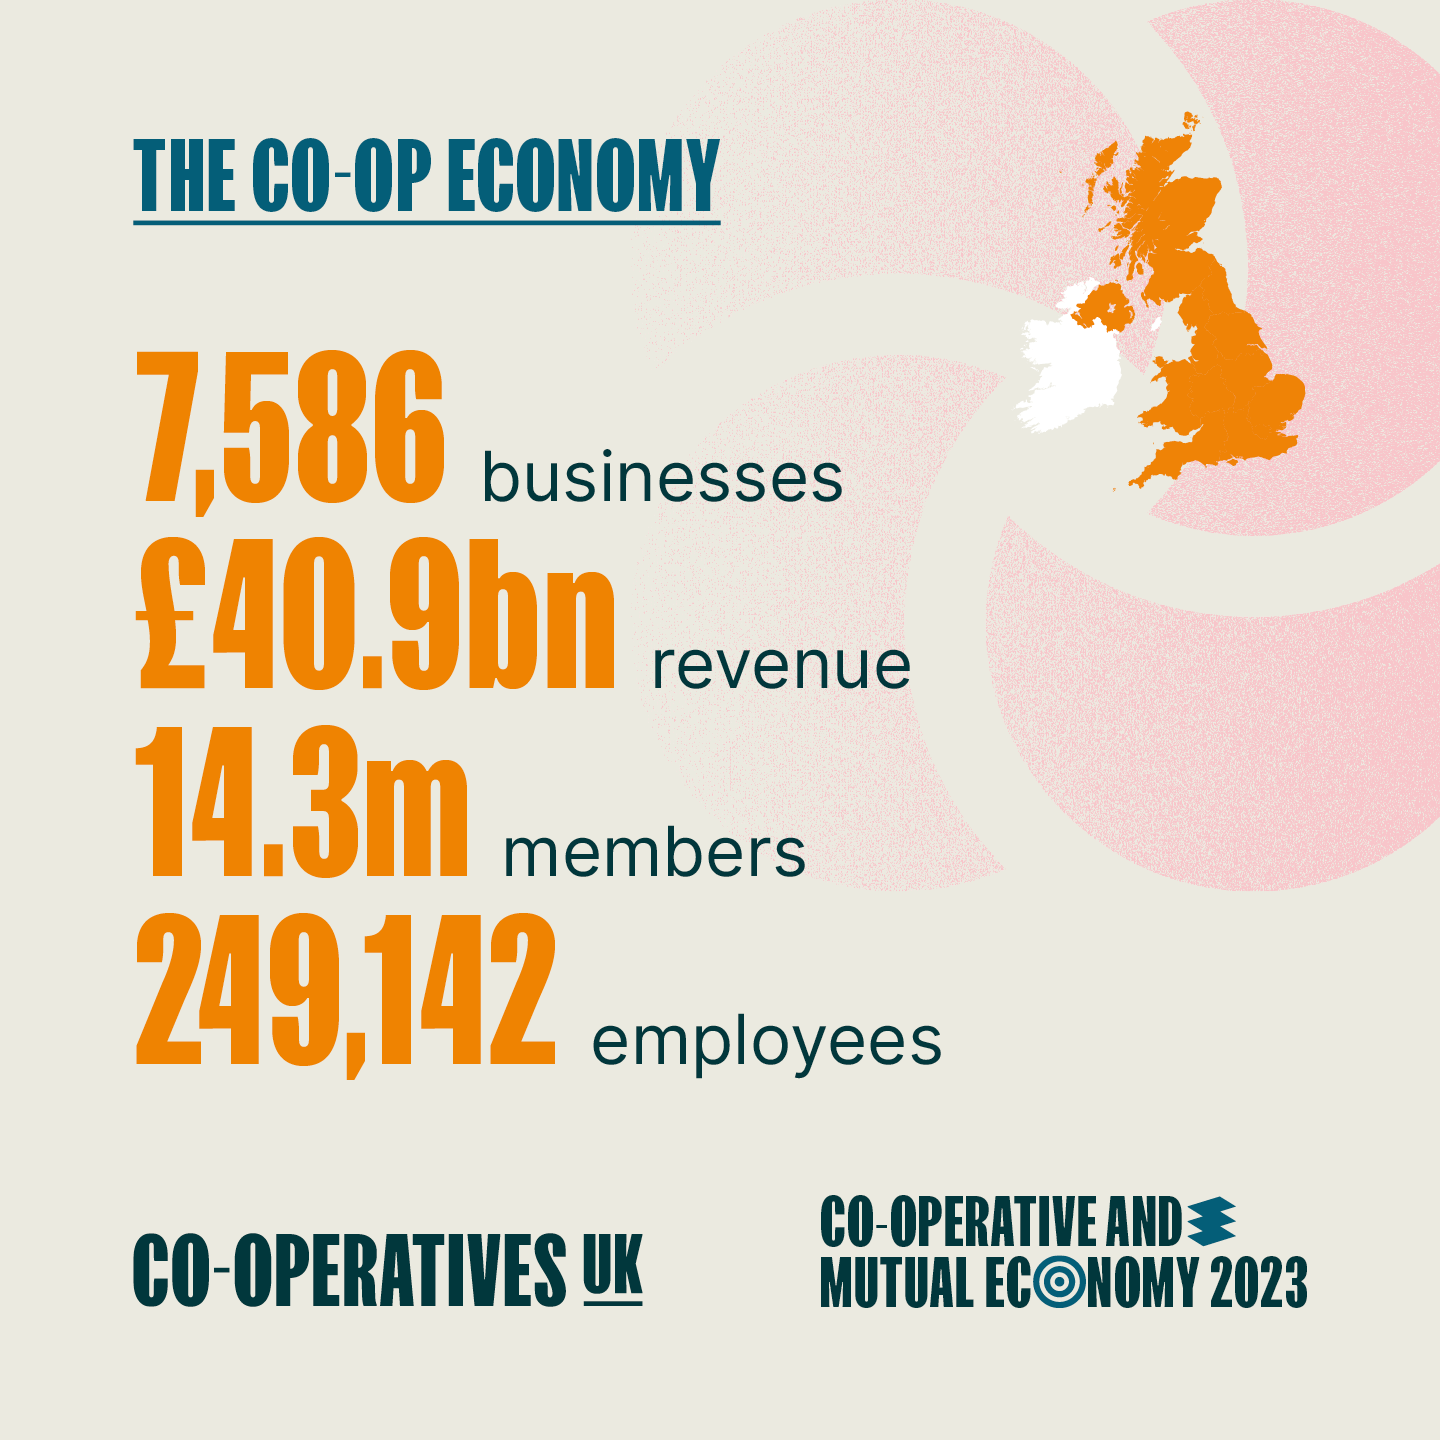 THE CO-OP ECONOMY
7,586 businesses
£40.9bn revenue
14.3m members
249,142 employees
CO-OPERATIVES UK
CO-OPERATIVE AND
MUTUAL ECONOMY 2023